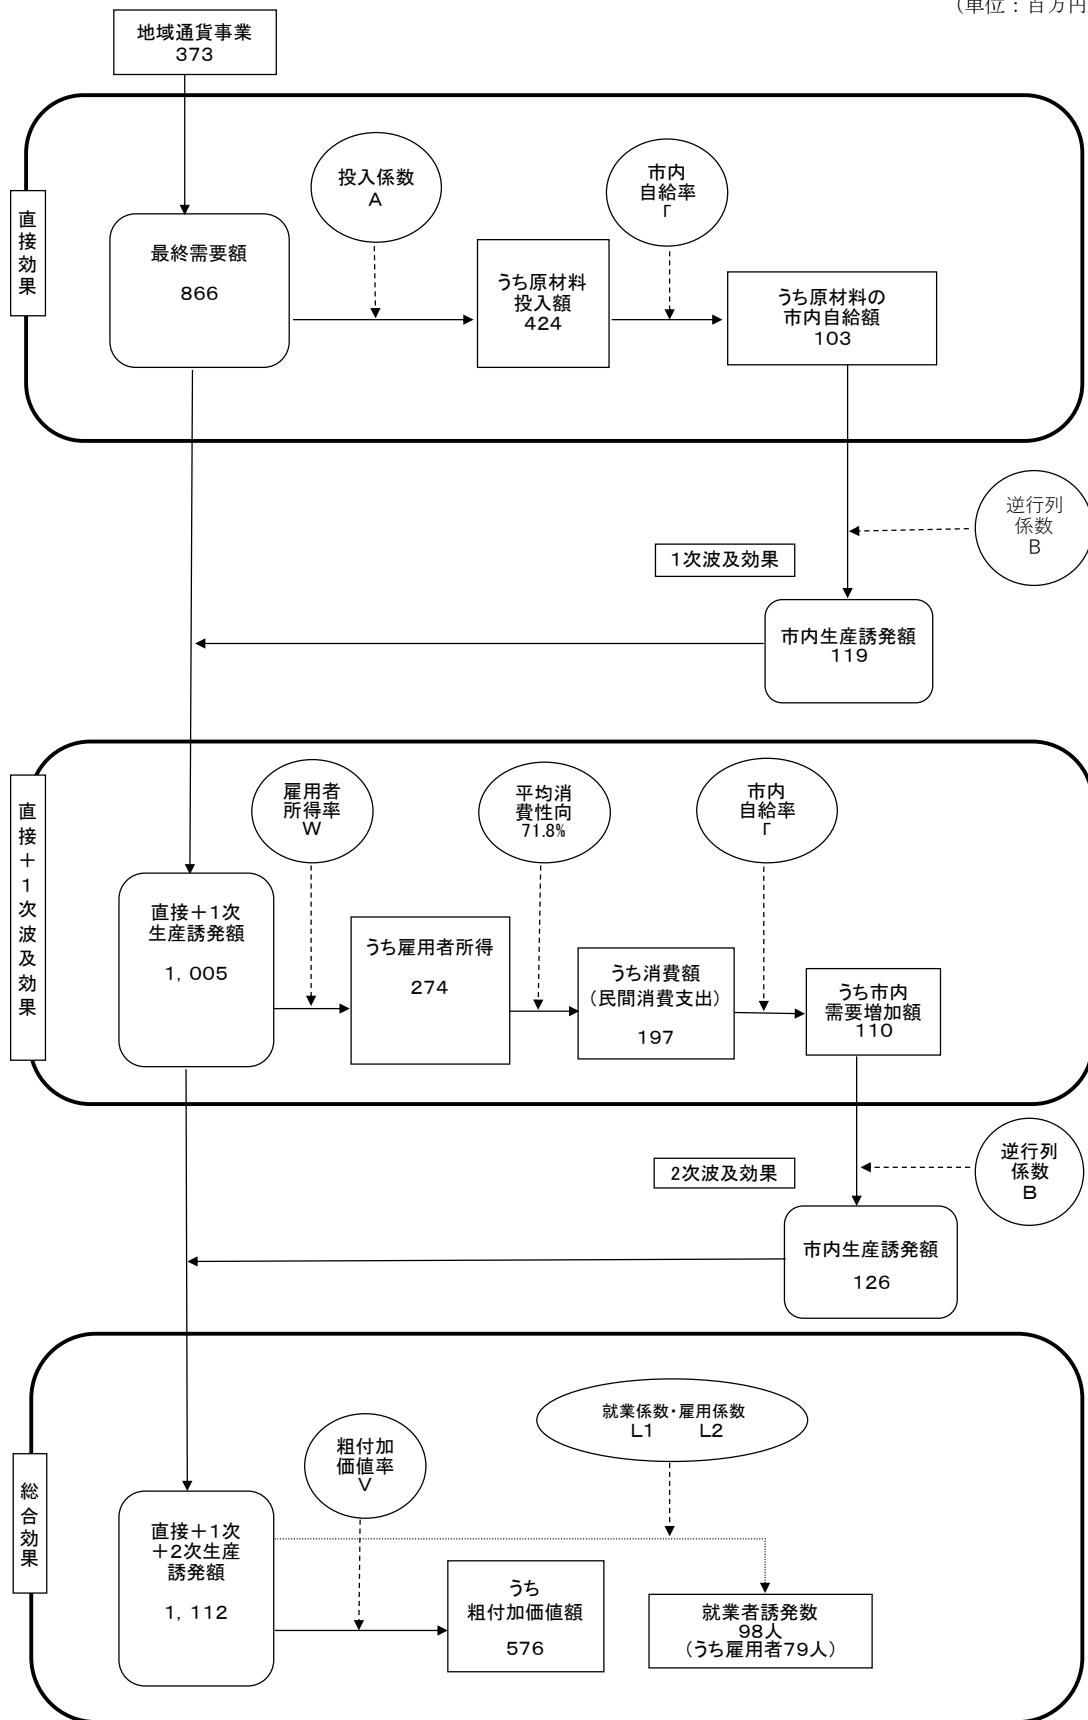 （単位：百万円
地域通貨事業
373
直接効果
投入係数
A
市内
自給率
Γ
最終需要額
866
うち原材料
投入額
424
うち原材料の
市内自給額
103
逆行列
係数
B
1次波及効果
市内生産誘発額
119
直接＋1次波及効果
雇用者
所得率
W
平均消
費性向
71.8%
市内
自給率
Γ
直接＋1次
生産誘発額
1,005
うち雇用者所得
274
うち消費額
（民間消費支出）
197
うち市内
需要増加額
110
逆行列
係数
B
2次波及効果
市内生産誘発額
126
総合効果
就業係数・雇用係数
L1 L2
粗付加
価値率
V
直接＋1次
＋2次生産
誘発額
1,112
うち
粗付加価値額
576
就業者誘発数
98人
（うち雇用者79人）